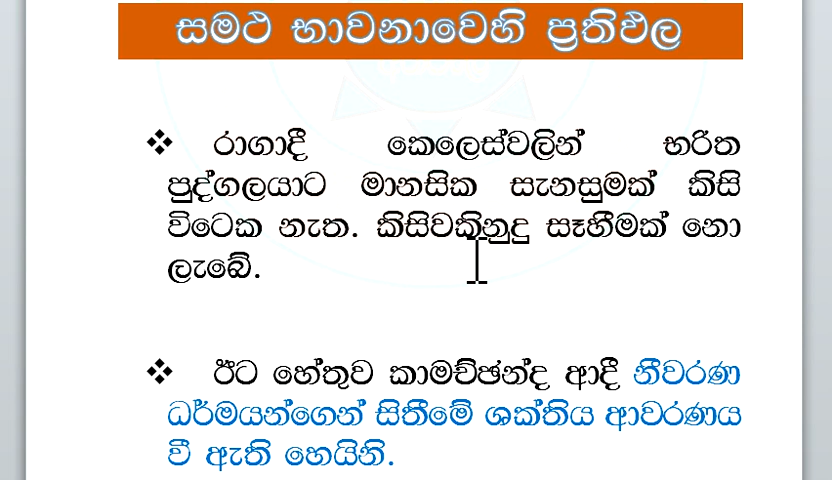 සමථ භාවනාවෙහි ප්‍රතිඵල
❖ රාගාදී කෙලෙස්වලින් භරිත
පුද්ගලයාට මානසික සැනසුමක් කිසි
විටෙක නැත. කිසිවකිනුදු සෑහීමක් නො
ලැබේ.
❖ ඊට හේතුව කාමච්ඡන්ද ආදී නීවරණ
ධර්මයන්ගෙන් සිතීමේ ශක්තිය ආවරණය
වී ඇති හෙයිනි.